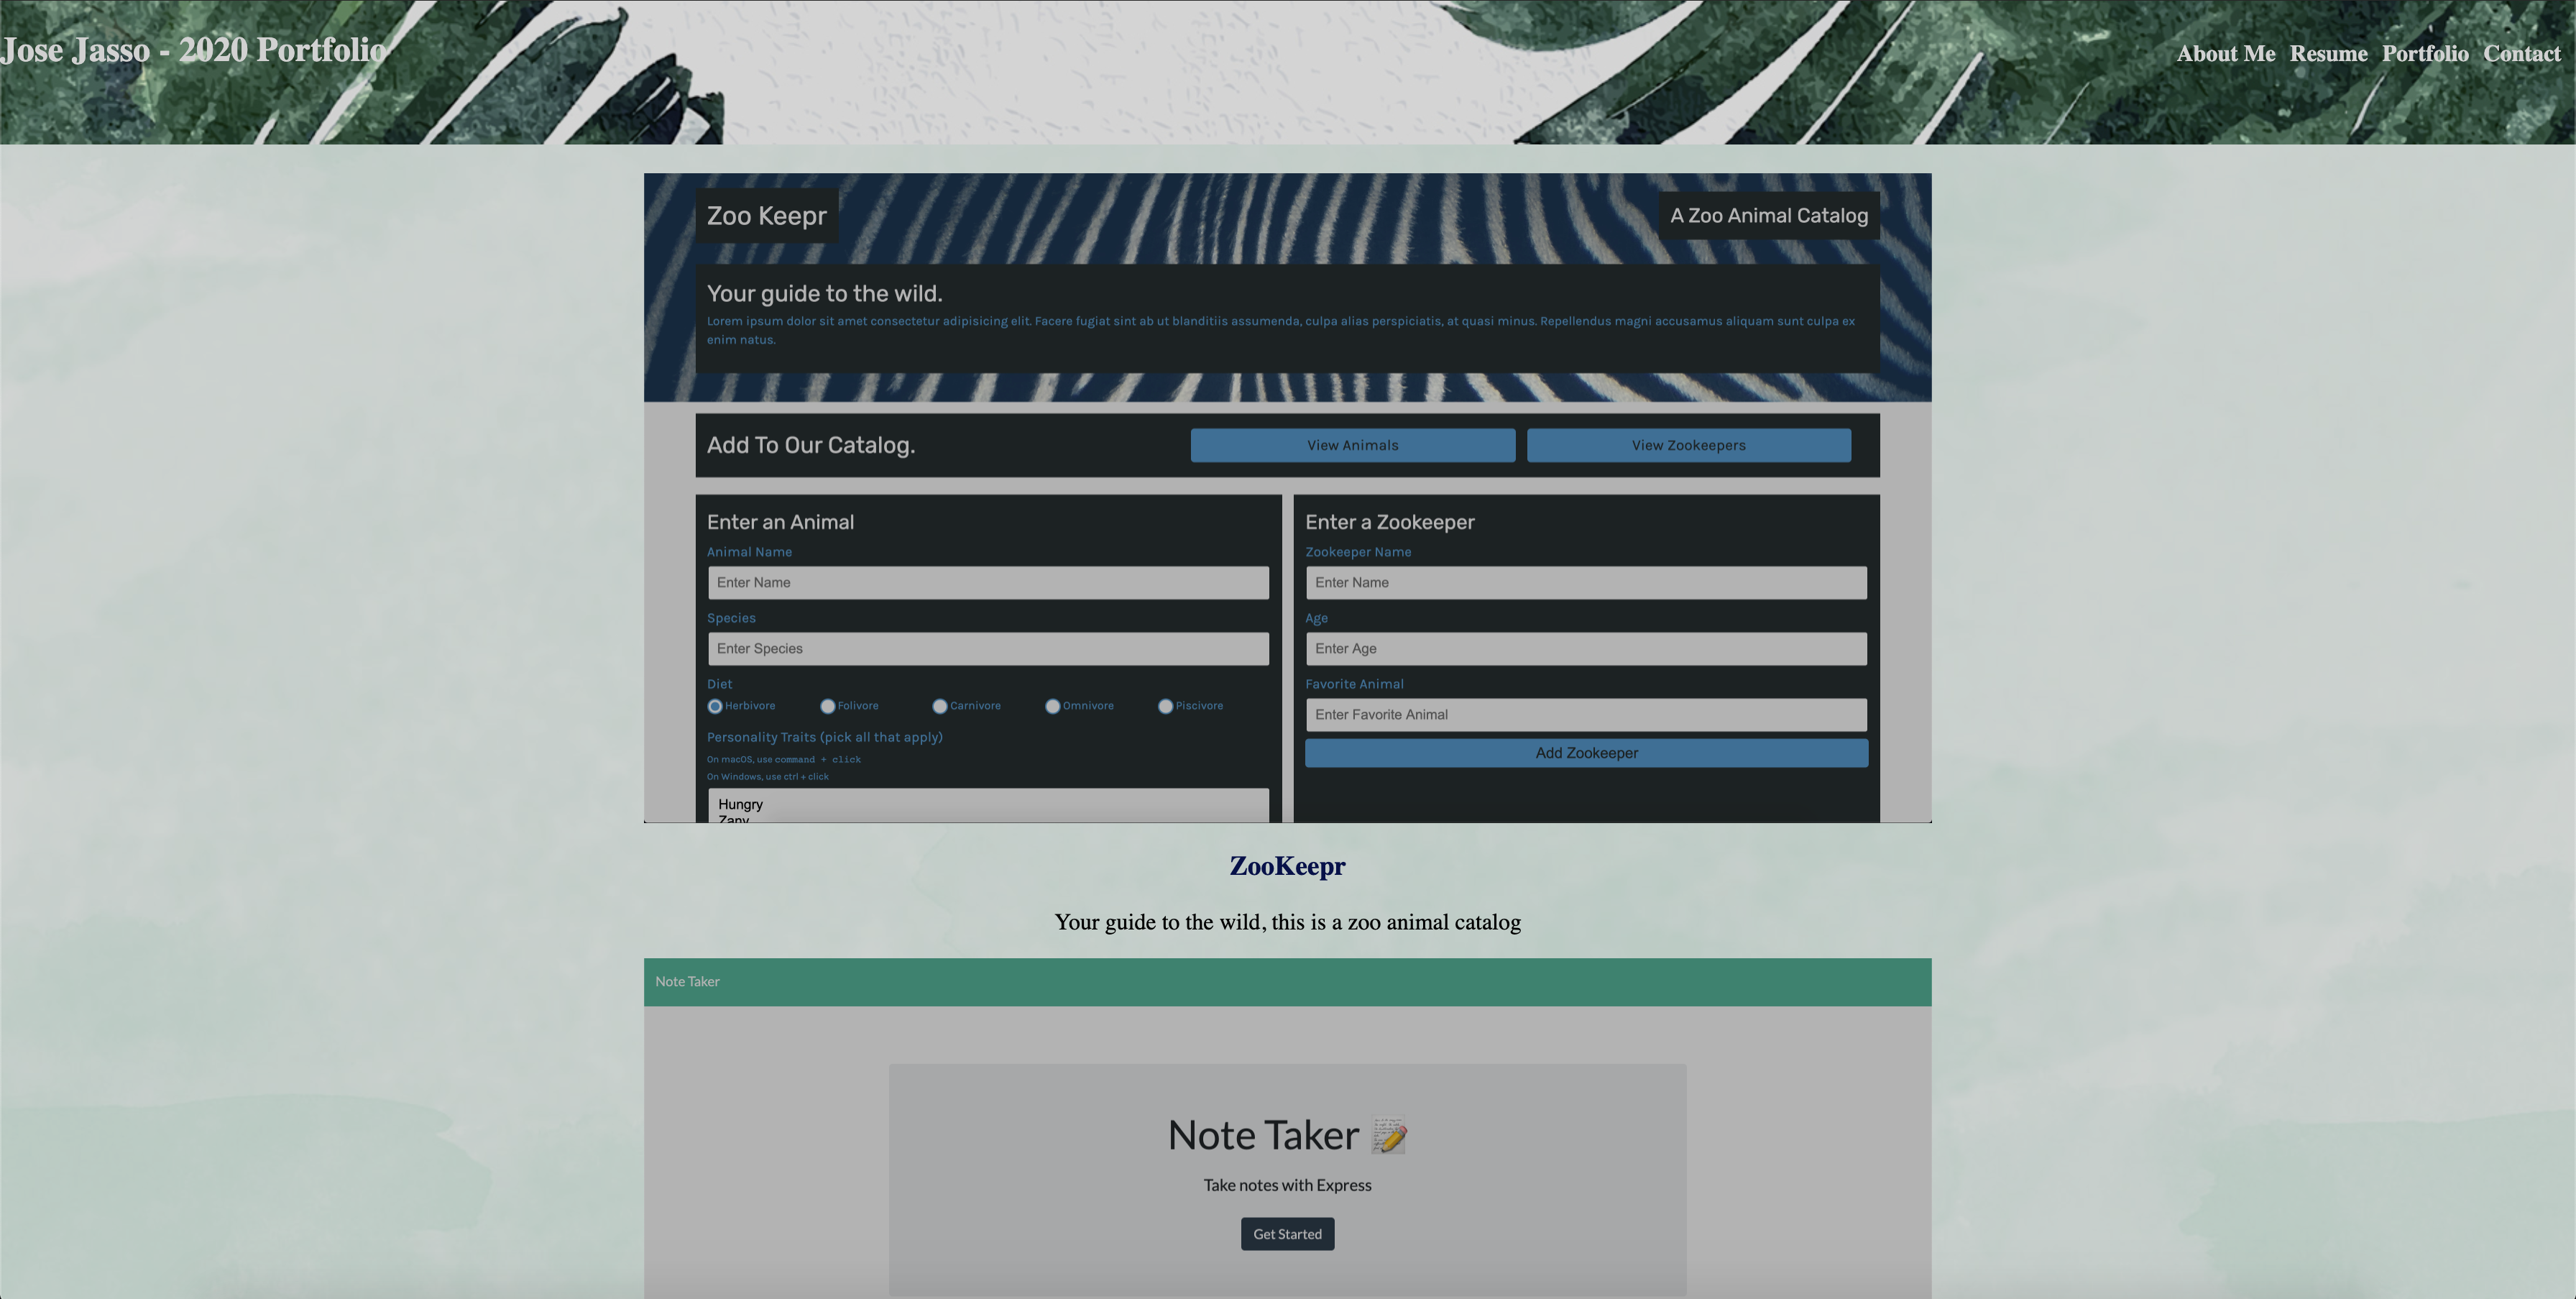 Jose Jasso - 2020 Portfolio
About Me Resume Portfolio Contact
Zoo Keepr
A Zoo Animal Catalog
Your guide to the wild.
Lorem ipsum dolor sit amet consectetur adipisicing elit. Facere fugiat sint ab ut blanditiis assumenda, culpa alias perspiciatis, at quasi minus. Repellendus magni accusamus aliquam sunt culpa ex
enim natus.
Add To Our Catalog.
View Animals
View Zookeepers
Enter an Animal
Animal Name
Enter Name
Species
Enter Species
Diet
Herbivore Folivore Carnivore Omnivore Piscivore
Personality Traits (pick all that apply)
On macOS, use command + click
On Windows, use ctrl + click
Hungry
Zany
Enter a Zookeeper
Zookeeper Name
Enter Name
Age
Enter Age
Favorite Animal
Enter Favorite Animal
Add Zookeeper
ZooKeepr
Your guide to the wild, this is a zoo animal catalog
Note Taker
Note Taker 📝
Take notes with Express
Get Started